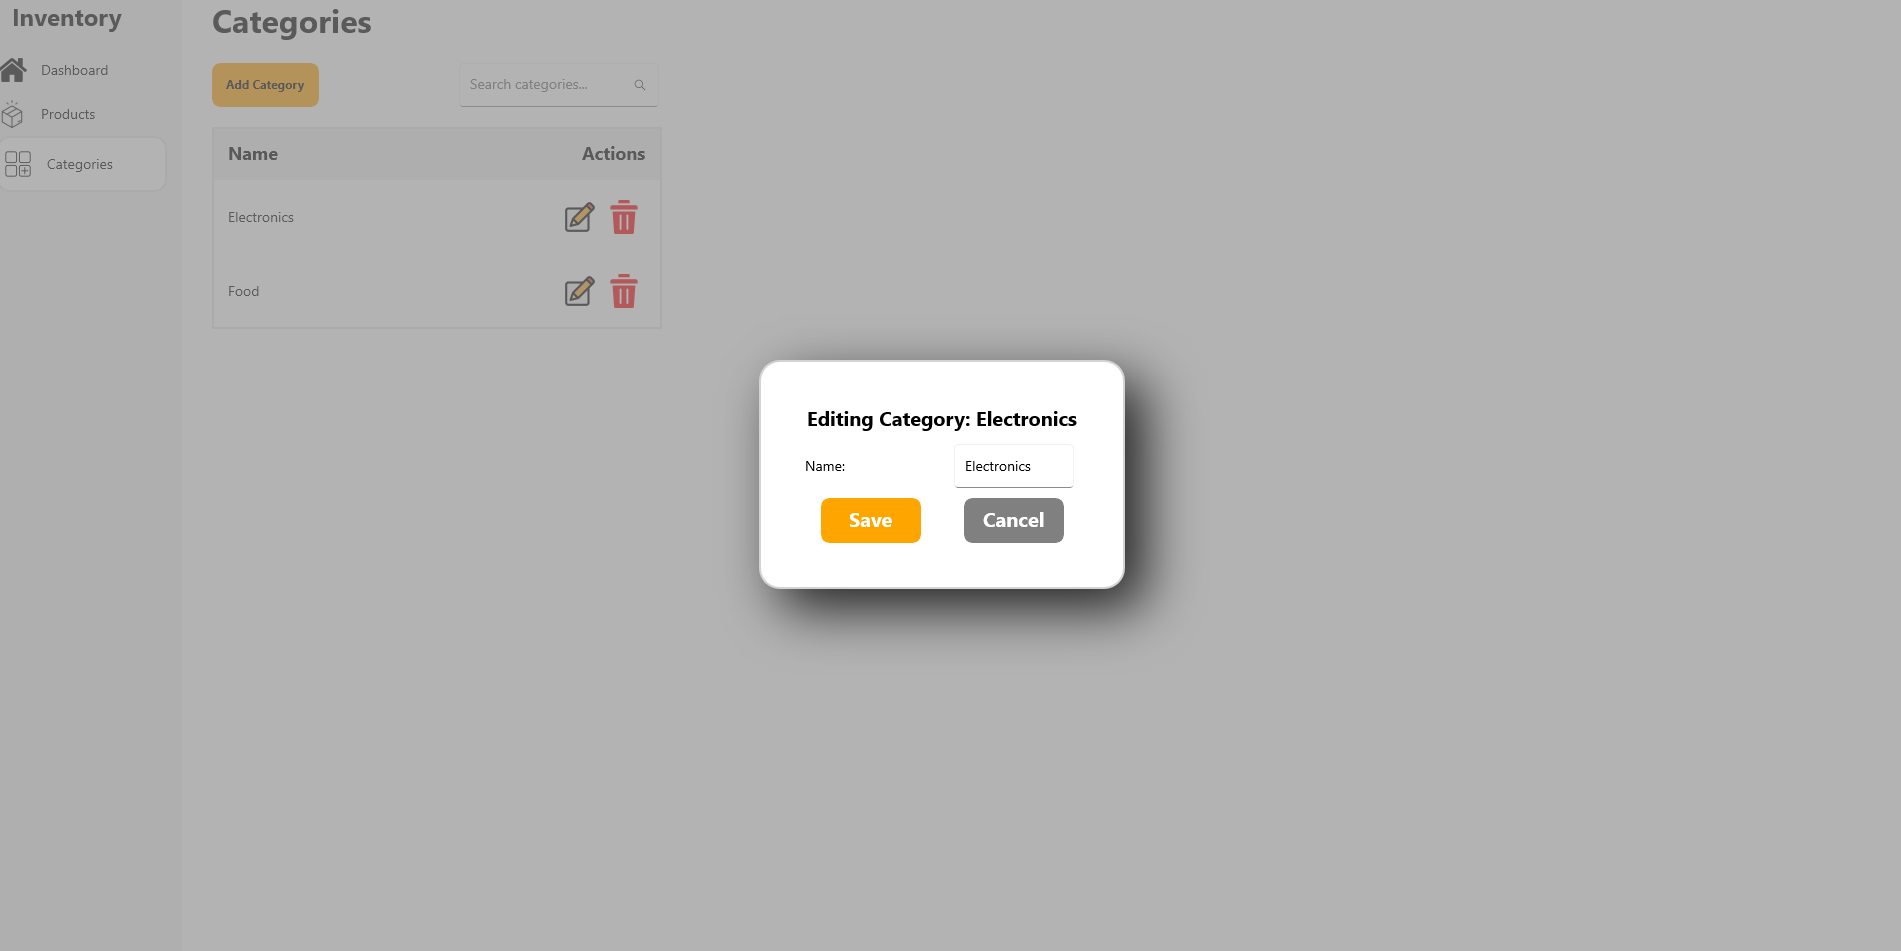 Inventory
Dashboard
Products
Categories
Categories
Add Category
Search categories...
Name Actions
Electronics
Food
Editing Category: Electronics
Name: Electronics
Save Cancel